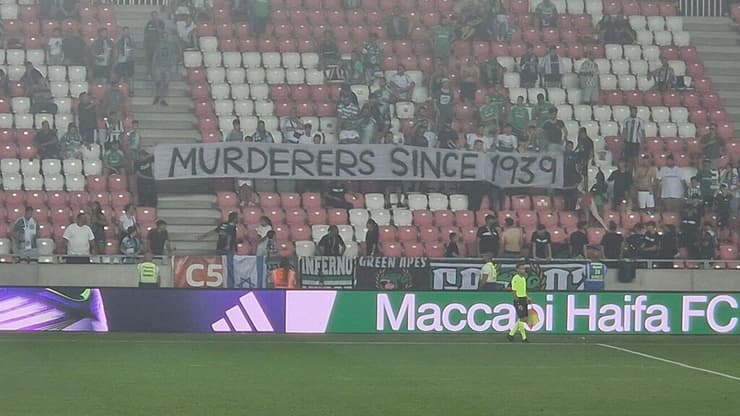 MURDERERS SINCE 1939
C5
INFERNO
GREEN APES
Maccabi Haifa FC